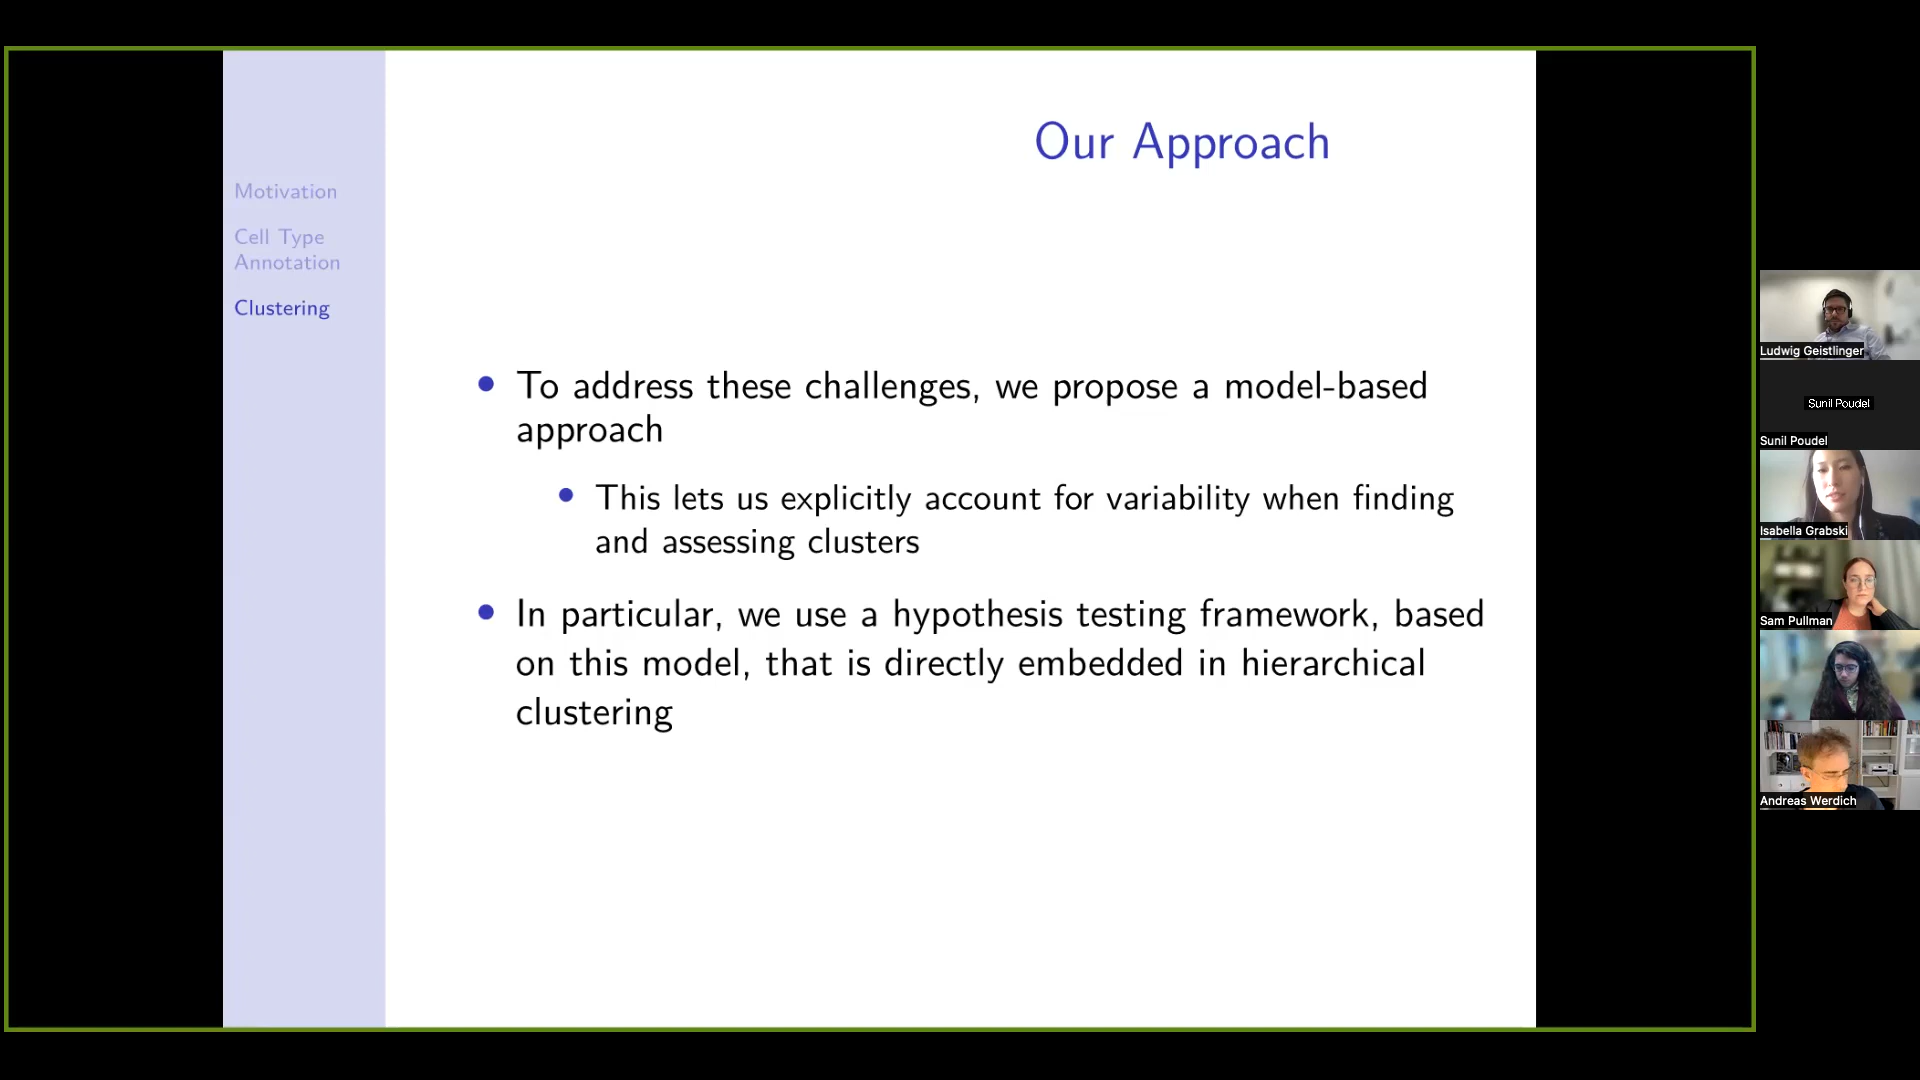 Our Approach
Motivation
Cell Type
Annotation
Clustering
• To address these challenges, we propose a model-based
approach
• This lets us explicitly account for variability when finding
and assessing clusters
• In particular, we use a hypothesis testing framework, based
on this model, that is directly embedded in hierarchical
clustering
Ludwig Geistlinger
Sunil Poudel
Sunil Poudel
Isabella Grabski
Sam Pullman
Andreas Werdich